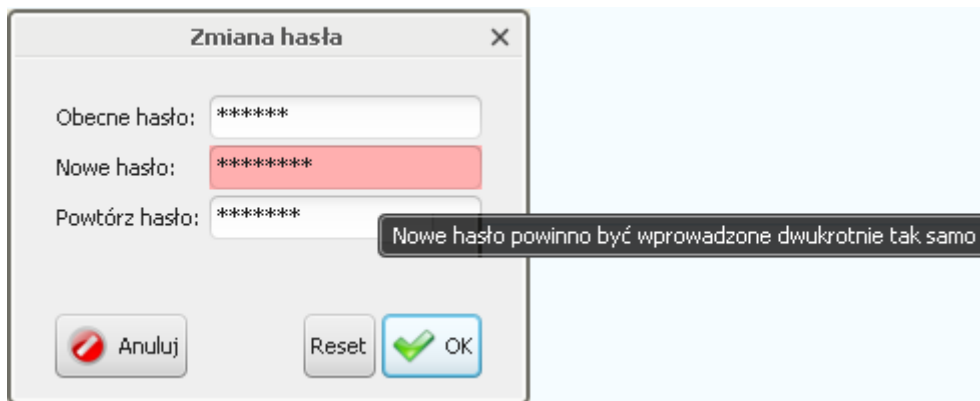 Zmiana hasła
Obecne hasło: ******
Nowe hasło: ********
Powtórz hasło: *******
Nowe hasło powinno być wprowadzone dwukrotnie tak samo
Anuluj Reset OK